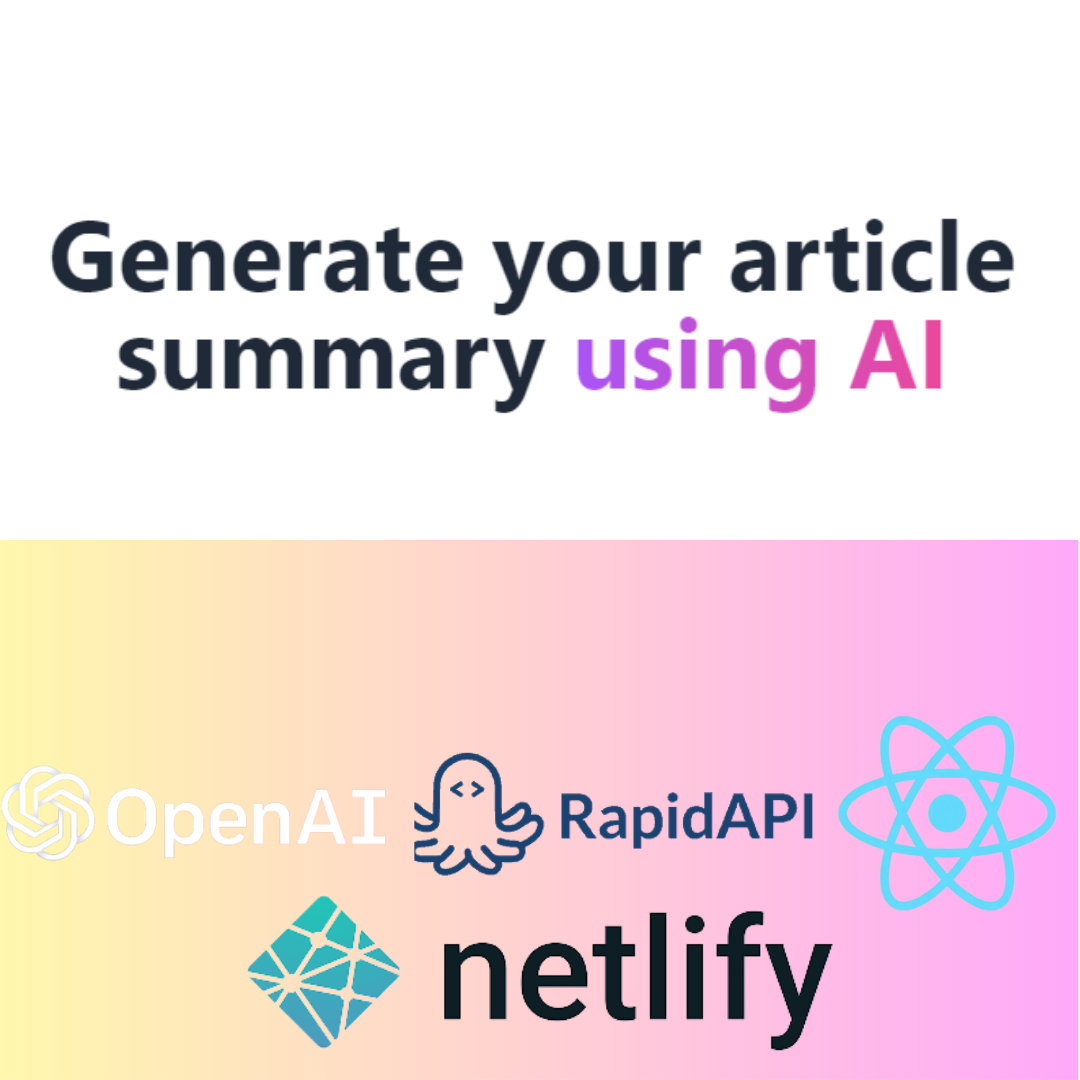 Generate your article
summary using AI
OpenAI
RapidAPI
netlify